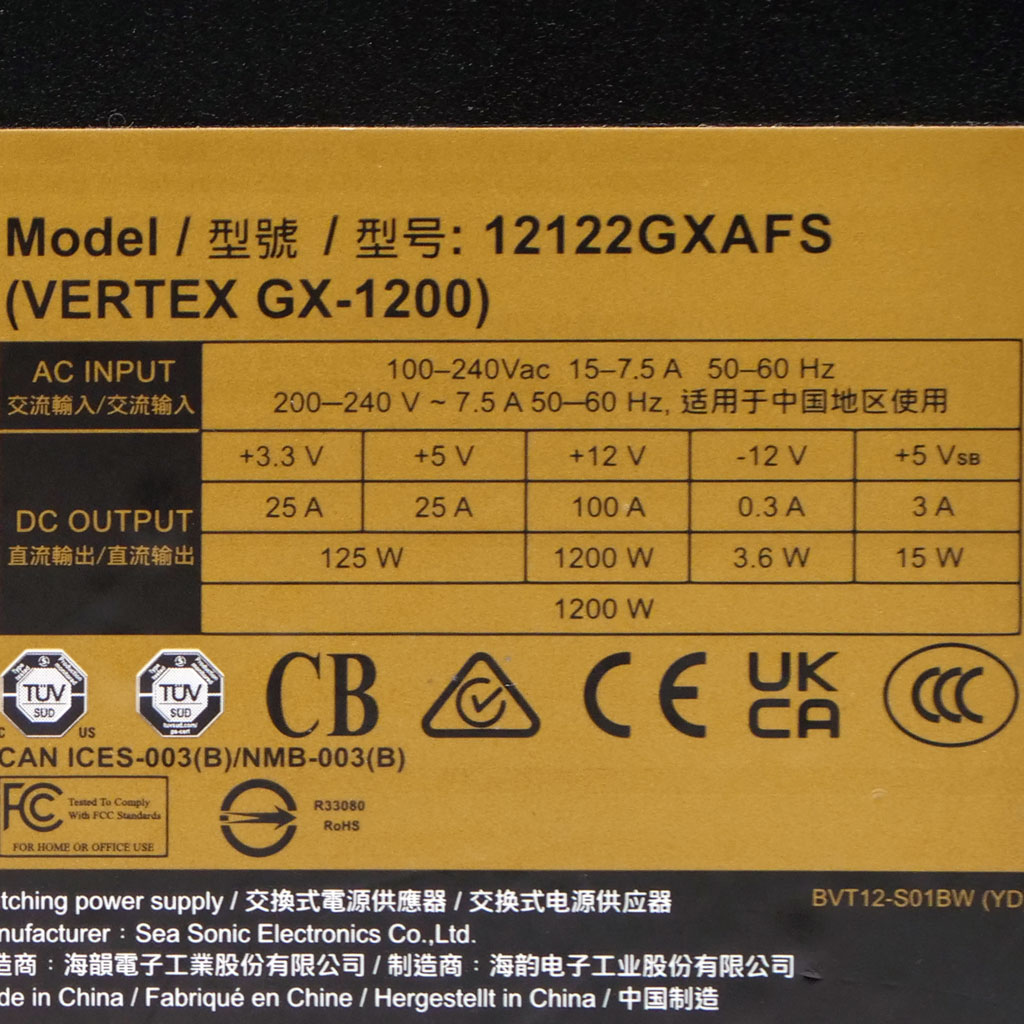 Model / 型號 / 型号: 12122GXAFS
(VERTEX GX-1200)
AC INPUT
交流輸入/交流输入
100–240Vac 15–7.5 A 50–60 Hz
200–240 V ~ 7.5 A 50–60 Hz, 适用于中国地区使用
DC OUTPUT
直流輸出/直流输出
+3.3 V +5 V +12 V -12 V +5 VSB
25 A 25 A 100 A 0.3 A 3 A
125 W 1200 W 3.6 W 15 W
1200 W
TÜV SÜD C US
TÜV SÜD
CB
CE
UK CA
CCC
CAN ICES-003(B)/NMB-003(B)
FC Tested To Comply
With FCC Standards
FOR HOME OR OFFICE USE
R33080
RoHS
tching power supply / 交換式電源供應器 / 交换式电源供应器
BVT12-S01BW (YD
nufacturer : Sea Sonic Electronics Co.,Ltd.
造商 : 海韻電子工業股份有限公司 / 制造商 : 海韵电子工业股份有限公司
de in China / Fabriqué en Chine / Hergestellt in China / 中国制造